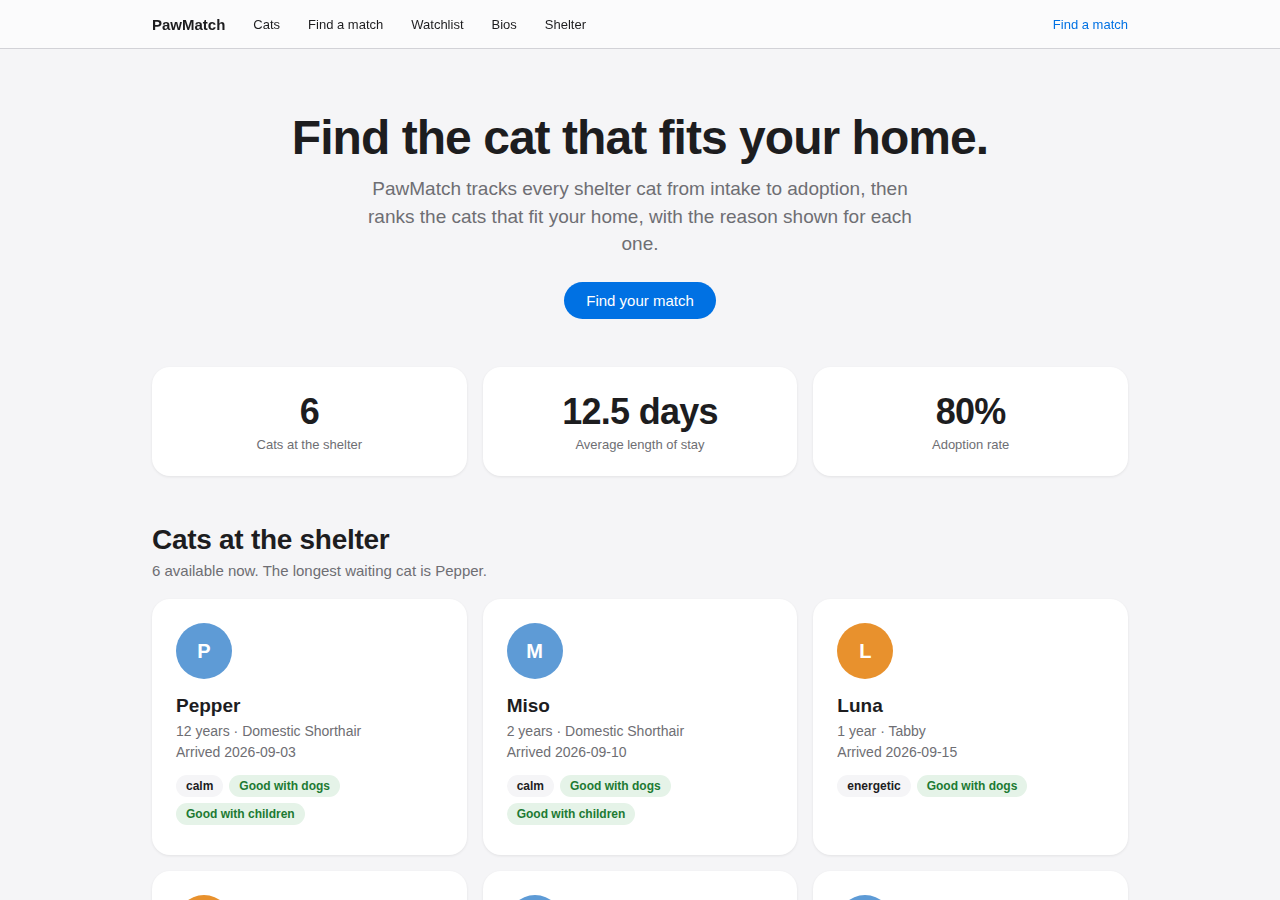 PawMatch Cats Find a match Watchlist Bios Shelter Find a match
Find the cat that fits your home.
PawMatch tracks every shelter cat from intake to adoption, then
ranks the cats that fit your home, with the reason shown for each
one.
Find your match
6 12.5 days 80%
Cats at the shelter Average length of stay Adoption rate
Cats at the shelter
6 available now. The longest waiting cat is Pepper.
P M L
Pepper Miso Luna
12 years · Domestic Shorthair 2 years · Domestic Shorthair 1 year · Tabby
Arrived 2026-09-03 Arrived 2026-09-10 Arrived 2026-09-15
calm Good with dogs calm Good with dogs energetic Good with dogs
Good with children Good with children